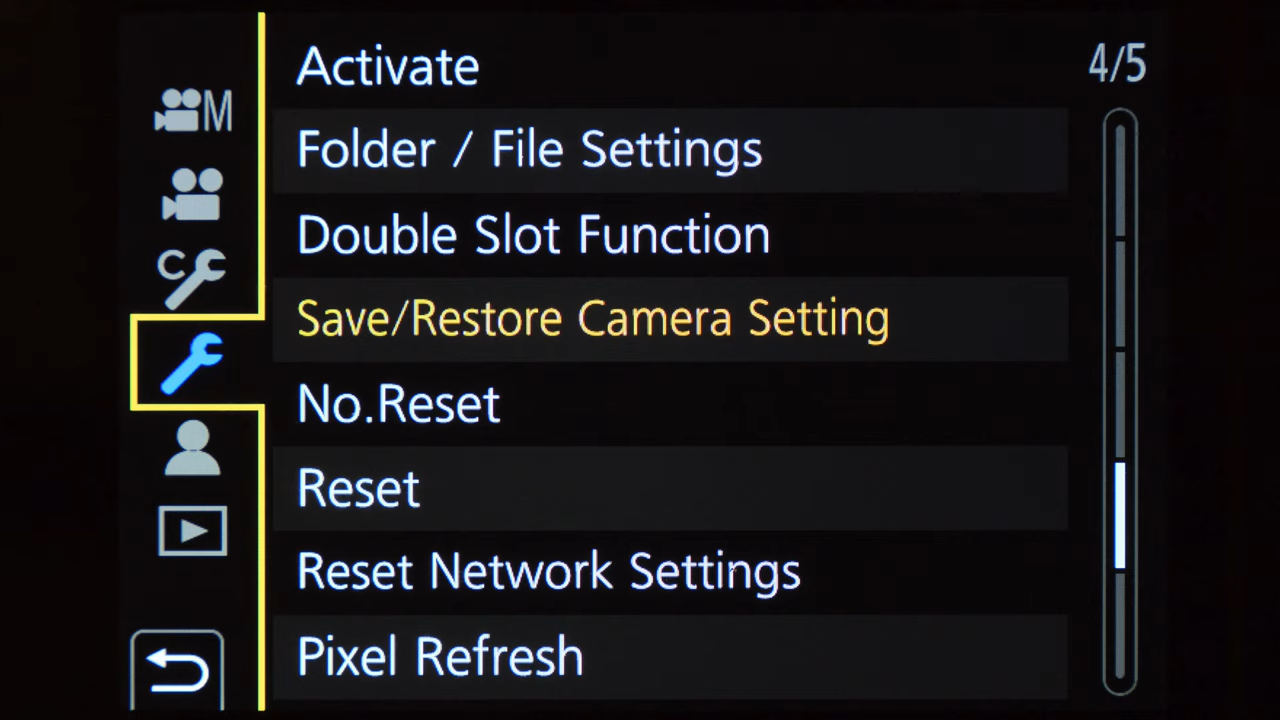 Activate
4/5
Folder / File Settings
Double Slot Function
Save/Restore Camera Setting
No.Reset
Reset
Reset Network Settings
Pixel Refresh
M
C